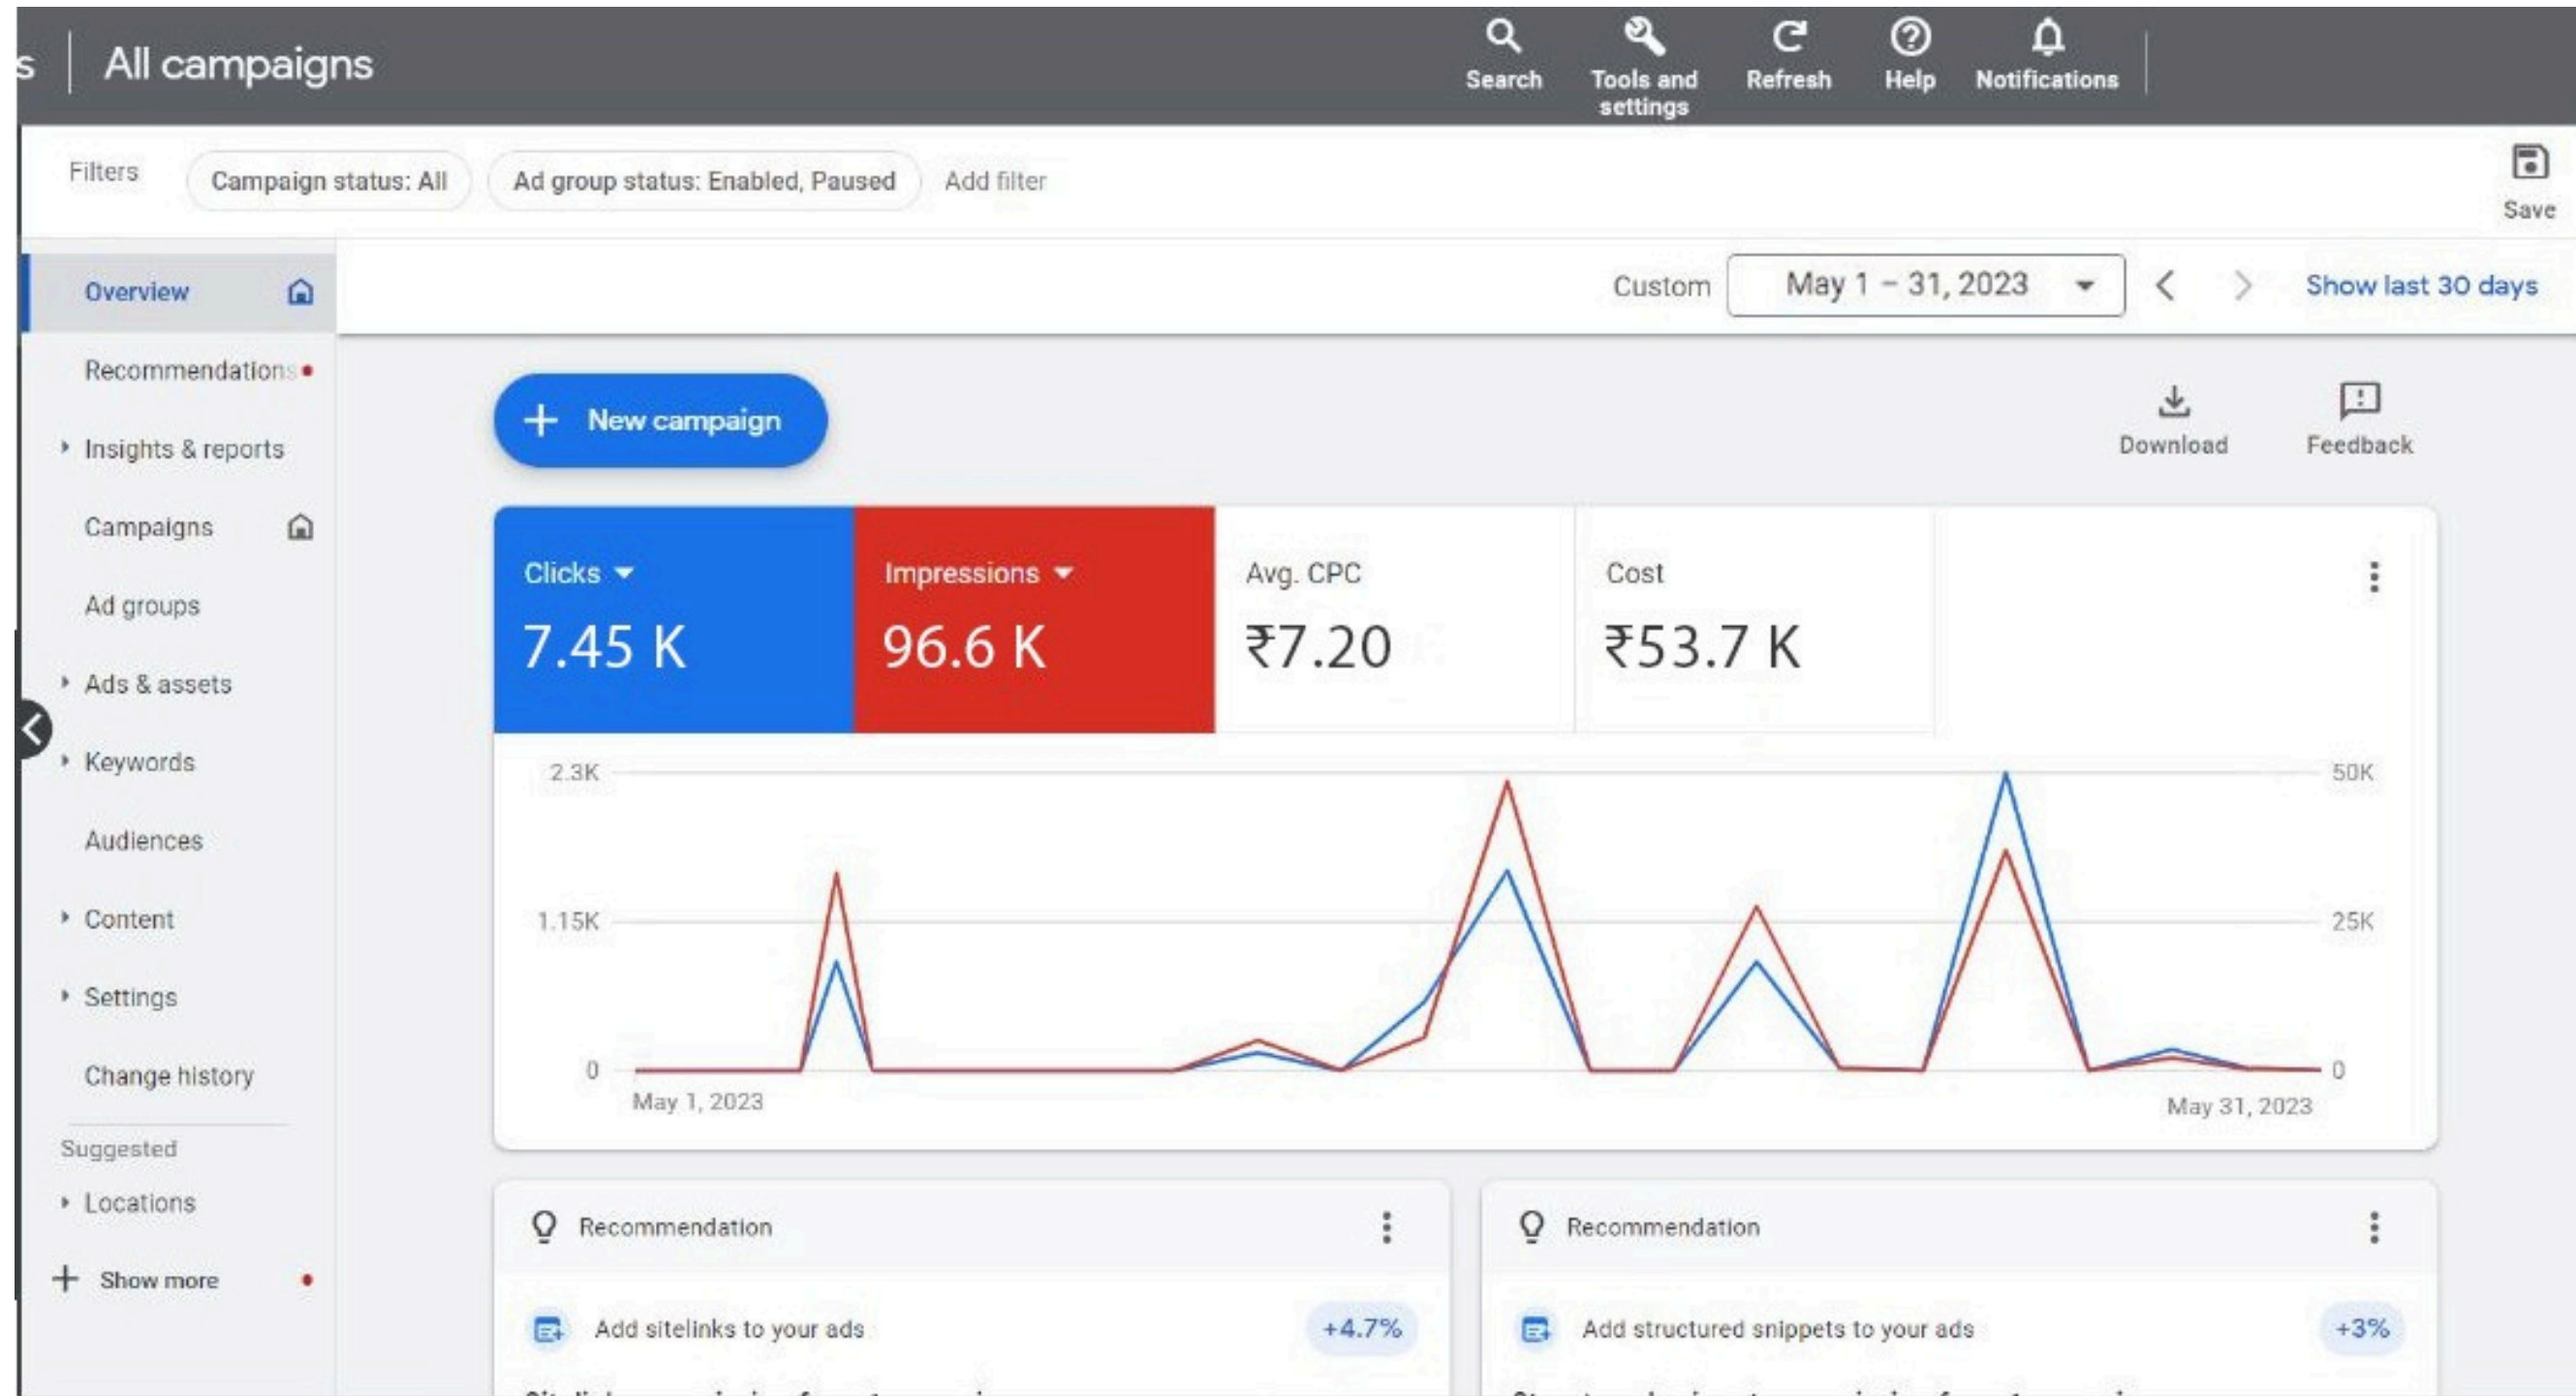 s
All campaigns
Search
Tools and
settings
Refresh
Help
Notifications
Filters
Campaign status: All
Ad group status: Enabled, Paused
Add filter
Save
Overview
Custom
May 1 – 31, 2023
Show last 30 days
Recommendations
Insights & reports
Campaigns
Ad groups
Ads & assets
Keywords
Audiences
Content
Settings
Change history
Suggested
Locations
Show more
New campaign
Download
Feedback
Clicks
7.45 K
Impressions
96.6 K
Avg. CPC
₹7.20
Cost
₹53.7 K
2.3K
50K
1.15K
25K
0
0
May 1, 2023
May 31, 2023
Recommendation
Add sitelinks to your ads
+4.7%
Recommendation
Add structured snippets to your ads
+3%